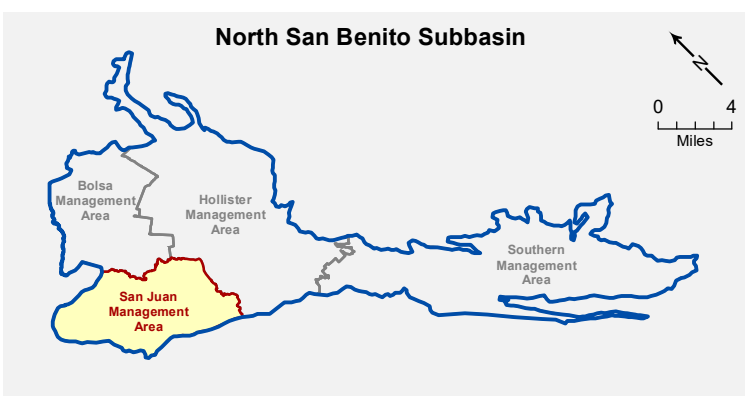 North San Benito Subbasin
N
0 4
Miles
Bolsa
Management
Area
Hollister
Management
Area
Southern
Management
Area
San Juan
Management
Area